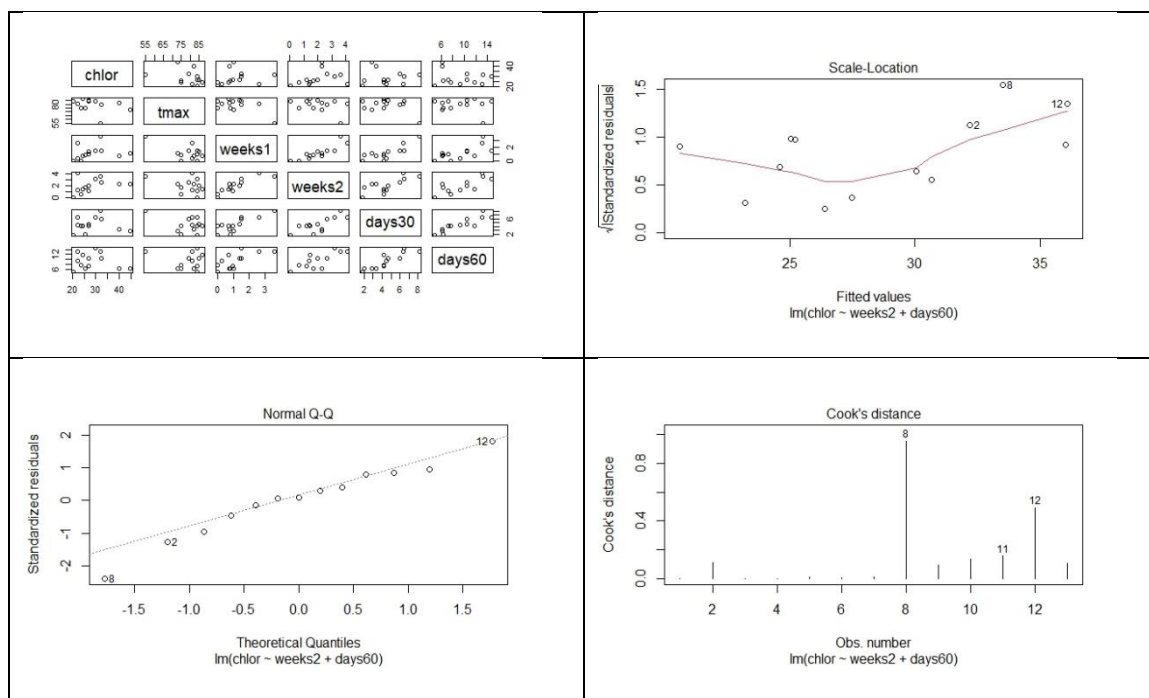 55 65 75 85
0 1 2 3 4
6 10 14
chlor
20 40
55 80
tmax
weeks1
0 2
0 2 4
weeks2
days30
2 6
6 12
days60
20 30 40
0 1 2 3
2 4 6 8
Scale-Location
√|Standardized residuals|
0.0 0.5 1.0 1.5
8
12
2
25 30 35
Fitted values
lm(chlor ~ weeks2 + days60)
Normal Q-Q
Standardized residuals
-2 -1 0 1 2
12
2
8
-1.5 -1.0 -0.5 0.0 0.5 1.0 1.5
Theoretical Quantiles
lm(chlor ~ weeks2 + days60)
Cook's distance
Cook's distance
0.0 0.4 0.8
8
12
11
2 4 6 8 10 12
Obs. number
lm(chlor ~ weeks2 + days60)